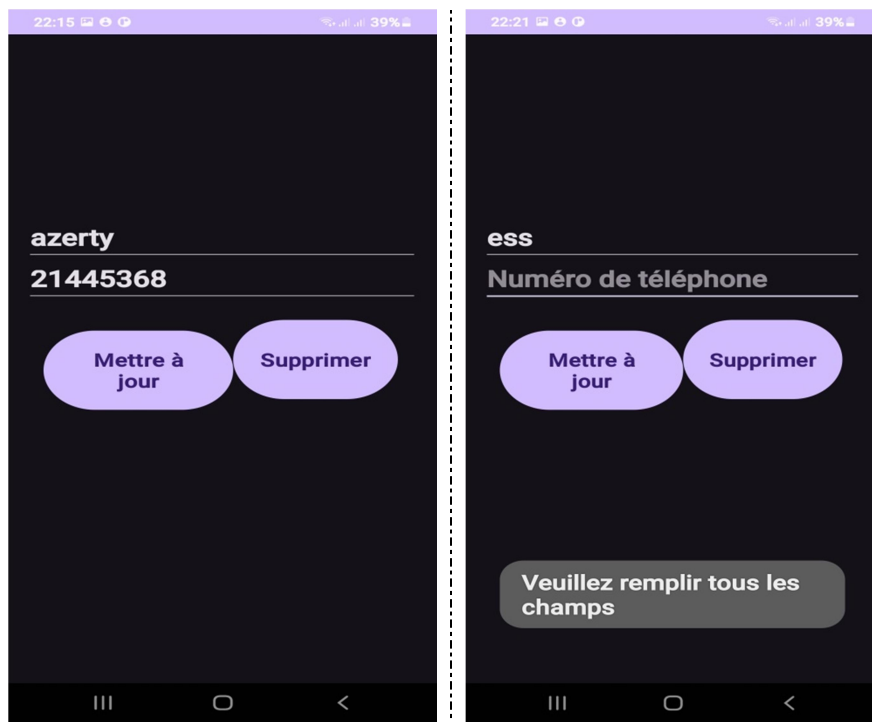 22:15
39%
azerty
21445368
Mettre à
jour
Supprimer
22:21
39%
ess
Numéro de téléphone
Mettre à
jour
Supprimer
Veuillez remplir tous les
champs